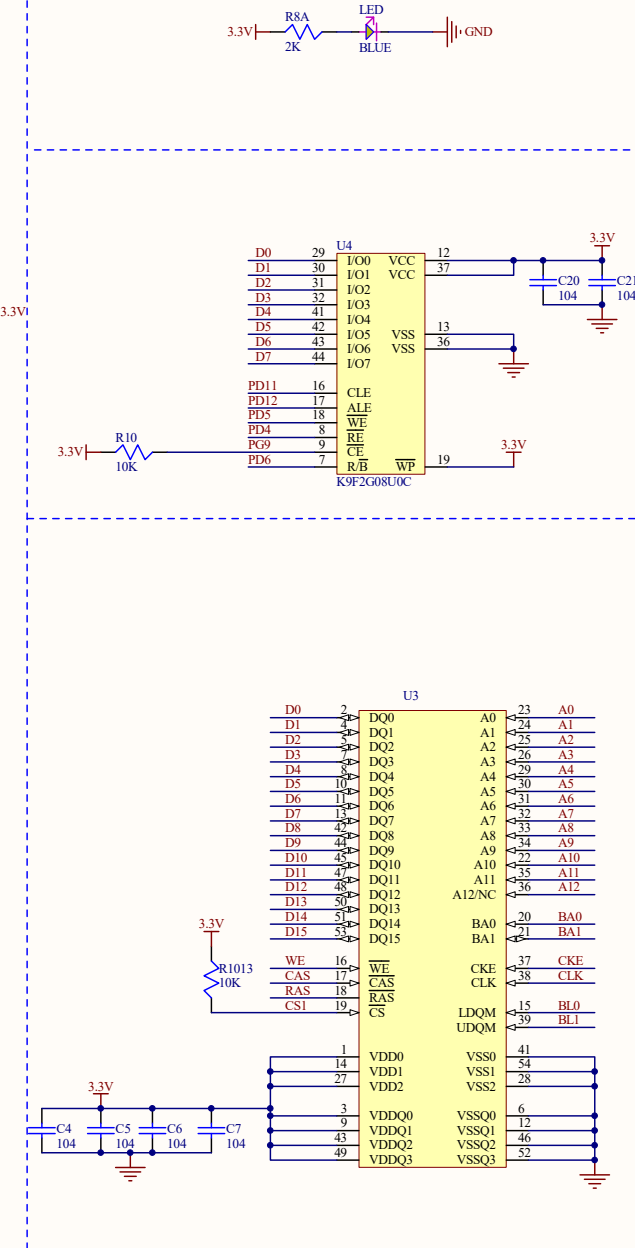 LED
R8A
3.3V
GND
2K
BLUE
U4
3.3V
D0 29 I/O0 VCC 12
D1 30 I/O1 VCC 37
D2 31 I/O2
D3 32 I/O3
D4 41 I/O4
D5 42 I/O5 VSS 13
D6 43 I/O6 VSS 36
D7 44 I/O7
C20 C21
104 104
3.3V
PD11 16 CLE
PD12 17 ALE
PD5 18 WE
PD4 8 RE
PG9 9 CE
PD6 7 R/B WP 19
R10
3.3V
10K
3.3V
K9F2G08U0C
U3
D0 2 DQ0 A0 23 A0
D1 4 DQ1 A1 24 A1
D2 5 DQ2 A2 25 A2
D3 7 DQ3 A3 26 A3
D4 8 DQ4 A4 29 A4
D5 10 DQ5 A5 30 A5
D6 11 DQ6 A6 31 A6
D7 13 DQ7 A7 32 A7
D8 42 DQ8 A8 33 A8
D9 44 DQ9 A9 34 A9
D10 45 DQ10 A10 22 A10
D11 47 DQ11 A11 35 A11
D12 48 DQ12 A12/NC 36 A12
D13 50 DQ13
D14 51 DQ14 BA0 20 BA0
D15 53 DQ15 BA1 21 BA1
3.3V
R1013
10K
WE 16 WE CKE 37 CKE
CAS 17 CAS CLK 38 CLK
RAS 18 RAS
CS1 19 CS LDQM 15 BL0
UDQM 39 BL1
1 VDD0 VSS0 41
14 VDD1 VSS1 54
27 VDD2 VSS2 28
3 VDDQ0 VSSQ0 6
9 VDDQ1 VSSQ1 12
43 VDDQ2 VSSQ2 46
49 VDDQ3 VSSQ3 52
3.3V
C4 C5 C6 C7
104 104 104 104